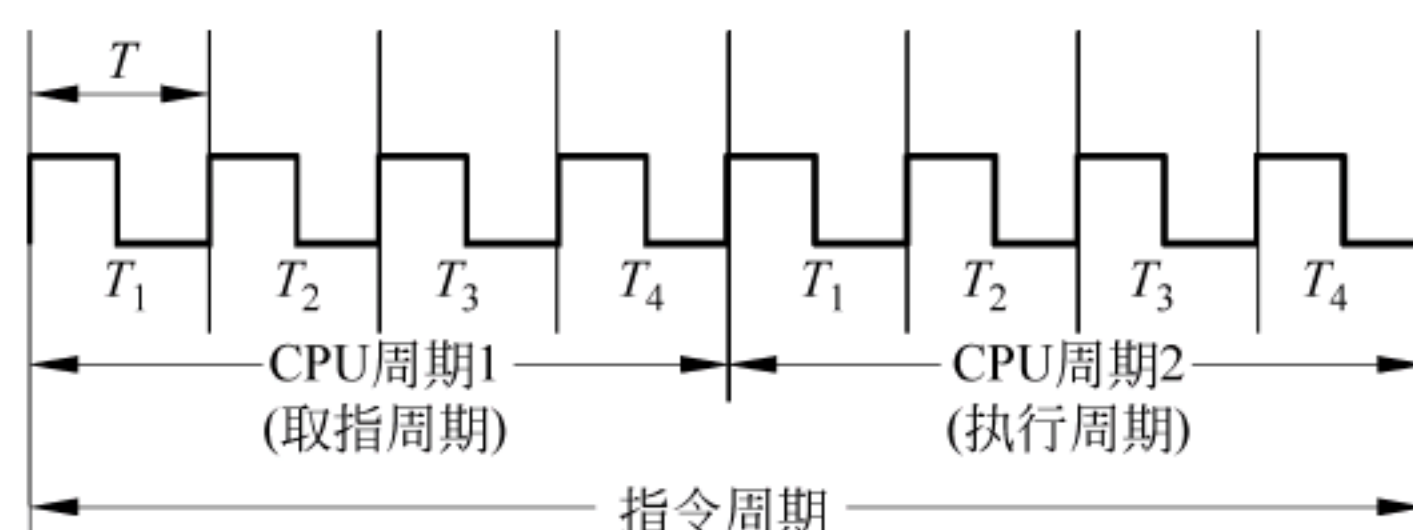 T
T₁ T₂ T₃ T₄ T₁ T₂ T₃ T₄
CPU周期1 CPU周期2
(取指周期) (执行周期)
指令周期